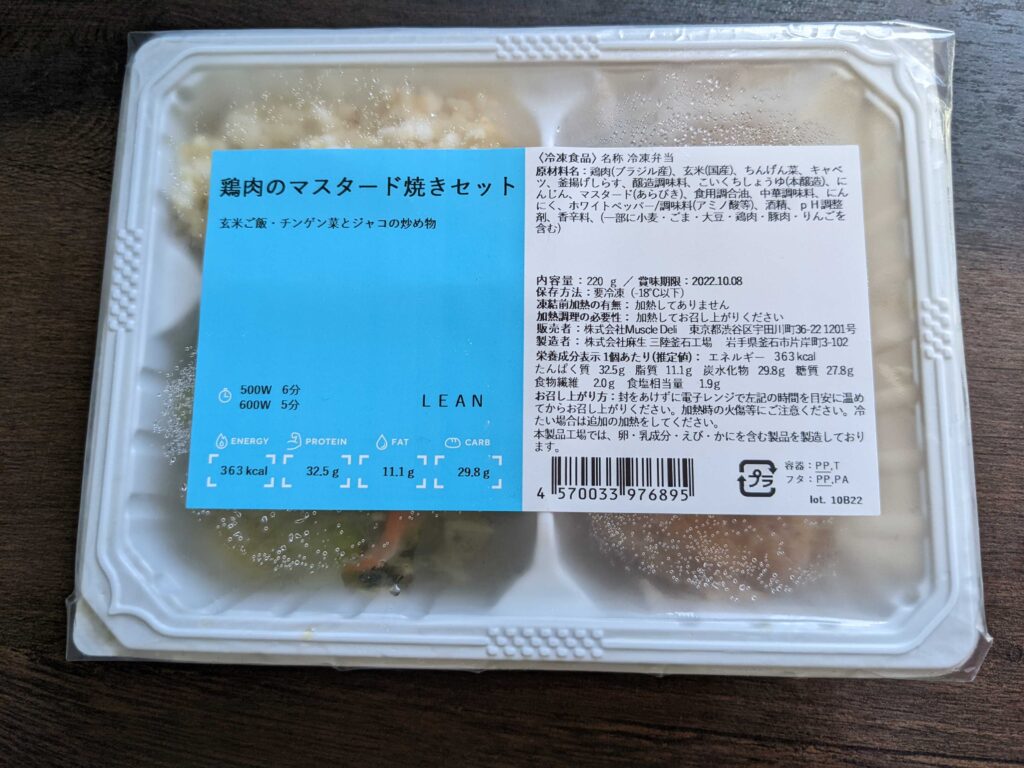 鶏肉のマスタード焼きセット
玄米ご飯・チンゲン菜とジャコの炒め物
500W 6分
600W 5分
LEAN
ENERGY PROTEIN FAT CARB
363 kcal 32.5 g 11.1 g 29.8 g
〈冷凍食品〉名称 冷凍弁当
原材料名：鶏肉(ブラジル産)、玄米(国産)、ちんげん菜、キャベ
ツ、釜揚げしらす、醸造調味料、こいくちしょうゆ(本醸造)、に
んじん、マスタード(あらびき)、食用調合油、中華調味料、にん
にく、ホワイトペッパー/調味料(アミノ酸等)、酒精、pH調整
剤、香辛料、(一部に小麦・ごま・大豆・鶏肉・豚肉・りんごを
含む)
内容量：220 g ／ 賞味期限：2022.10.08
保存方法：要冷凍 (-18℃以下)
凍結前加熱の有無：加熱してありません
加熱調理の必要性：加熱してお召し上がりください
販売者：株式会社Muscle Deli 東京都渋谷区宇田川町36-22 1201号
製造者：株式会社麻生 三陸釜石工場 岩手県釜石市片岸町3-102
栄養成分表示 1個あたり(推定値)：エネルギー 363kcal
たんぱく質 32.5g 脂質 11.1g 炭水化物 29.8g 糖質 27.8g
食物繊維 2.0g 食塩相当量 1.9g
お召し上がり方：封をあけずに電子レンジで左記の時間を目安に温め
てからお召し上がりください。加熱時の火傷等にご注意ください。冷
たい場合は追加の加熱をしてください。
本製品工場では、卵・乳成分・えび・かにを含む製品を製造しており
ます。
4 570033 976895
プラ
容器：PP,T
フタ：PP,PA
lot. 10B22